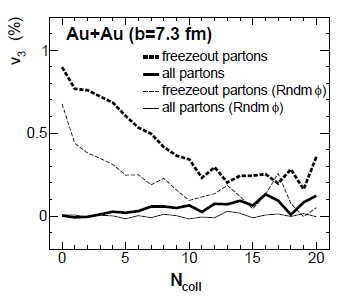 Au+Au (b=7.3 fm)
freezeout partons
all partons
freezeout partons (Rndm ϕ)
all partons (Rndm ϕ)
v3 (%)
1
0.5
0
0 5 10 15 20
Ncoll